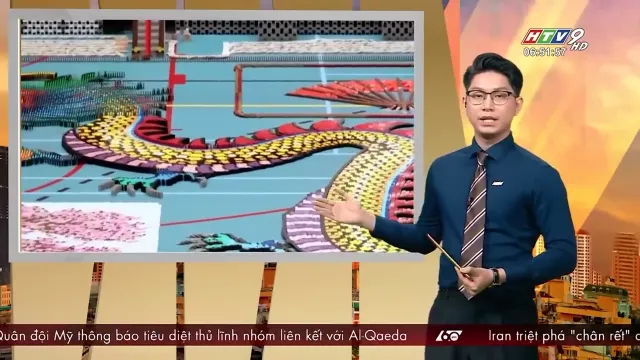 HTV9 HD
06:51:57
Quân đội Mỹ thông báo tiêu diệt thủ lĩnh nhóm liên kết với Al-Qaeda 60 Iran triệt phá "chân rết"